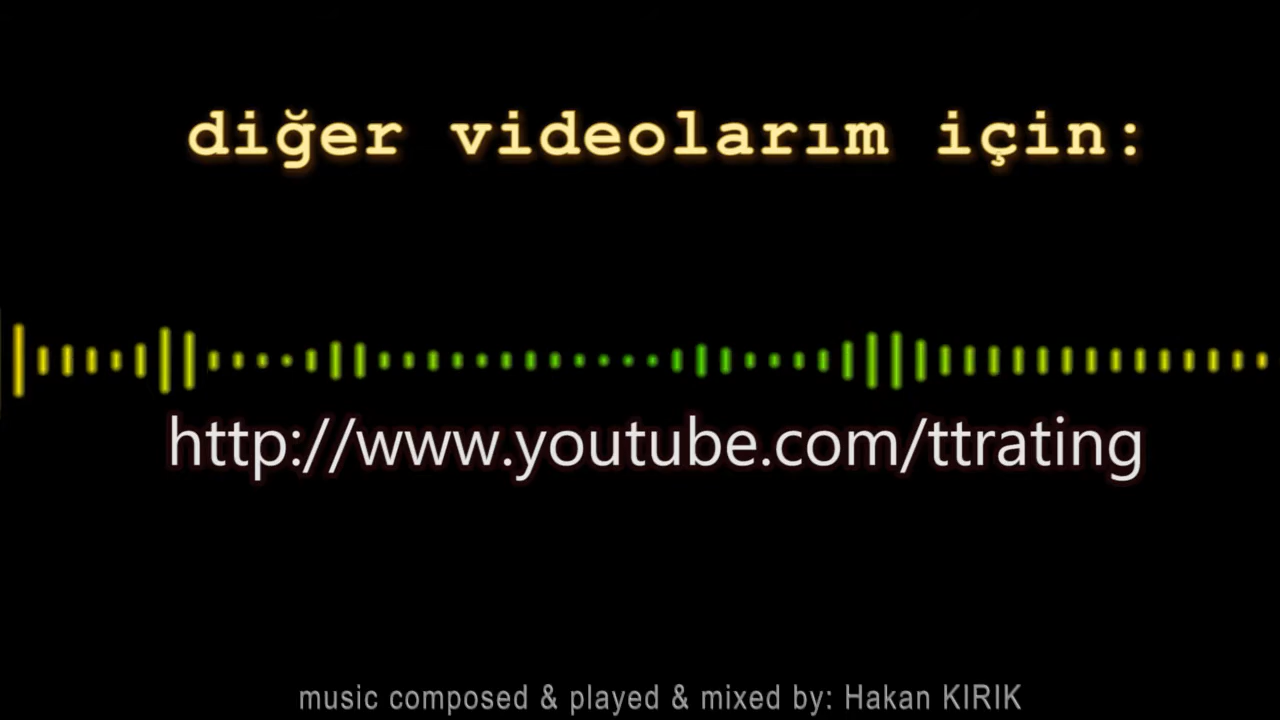 diğer videolarım için:
http://www.youtube.com/ttrating
music composed & played & mixed by: Hakan KIRIK